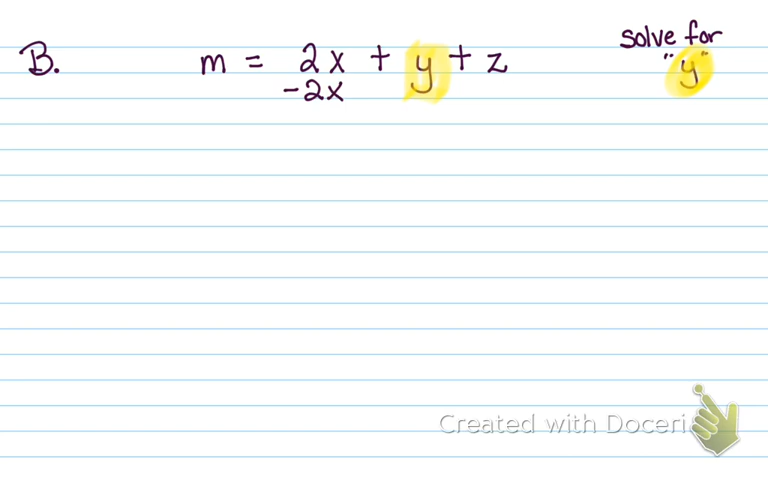 solve for
B. m = 2x + y + z "y"
-2x
Created with Doceri